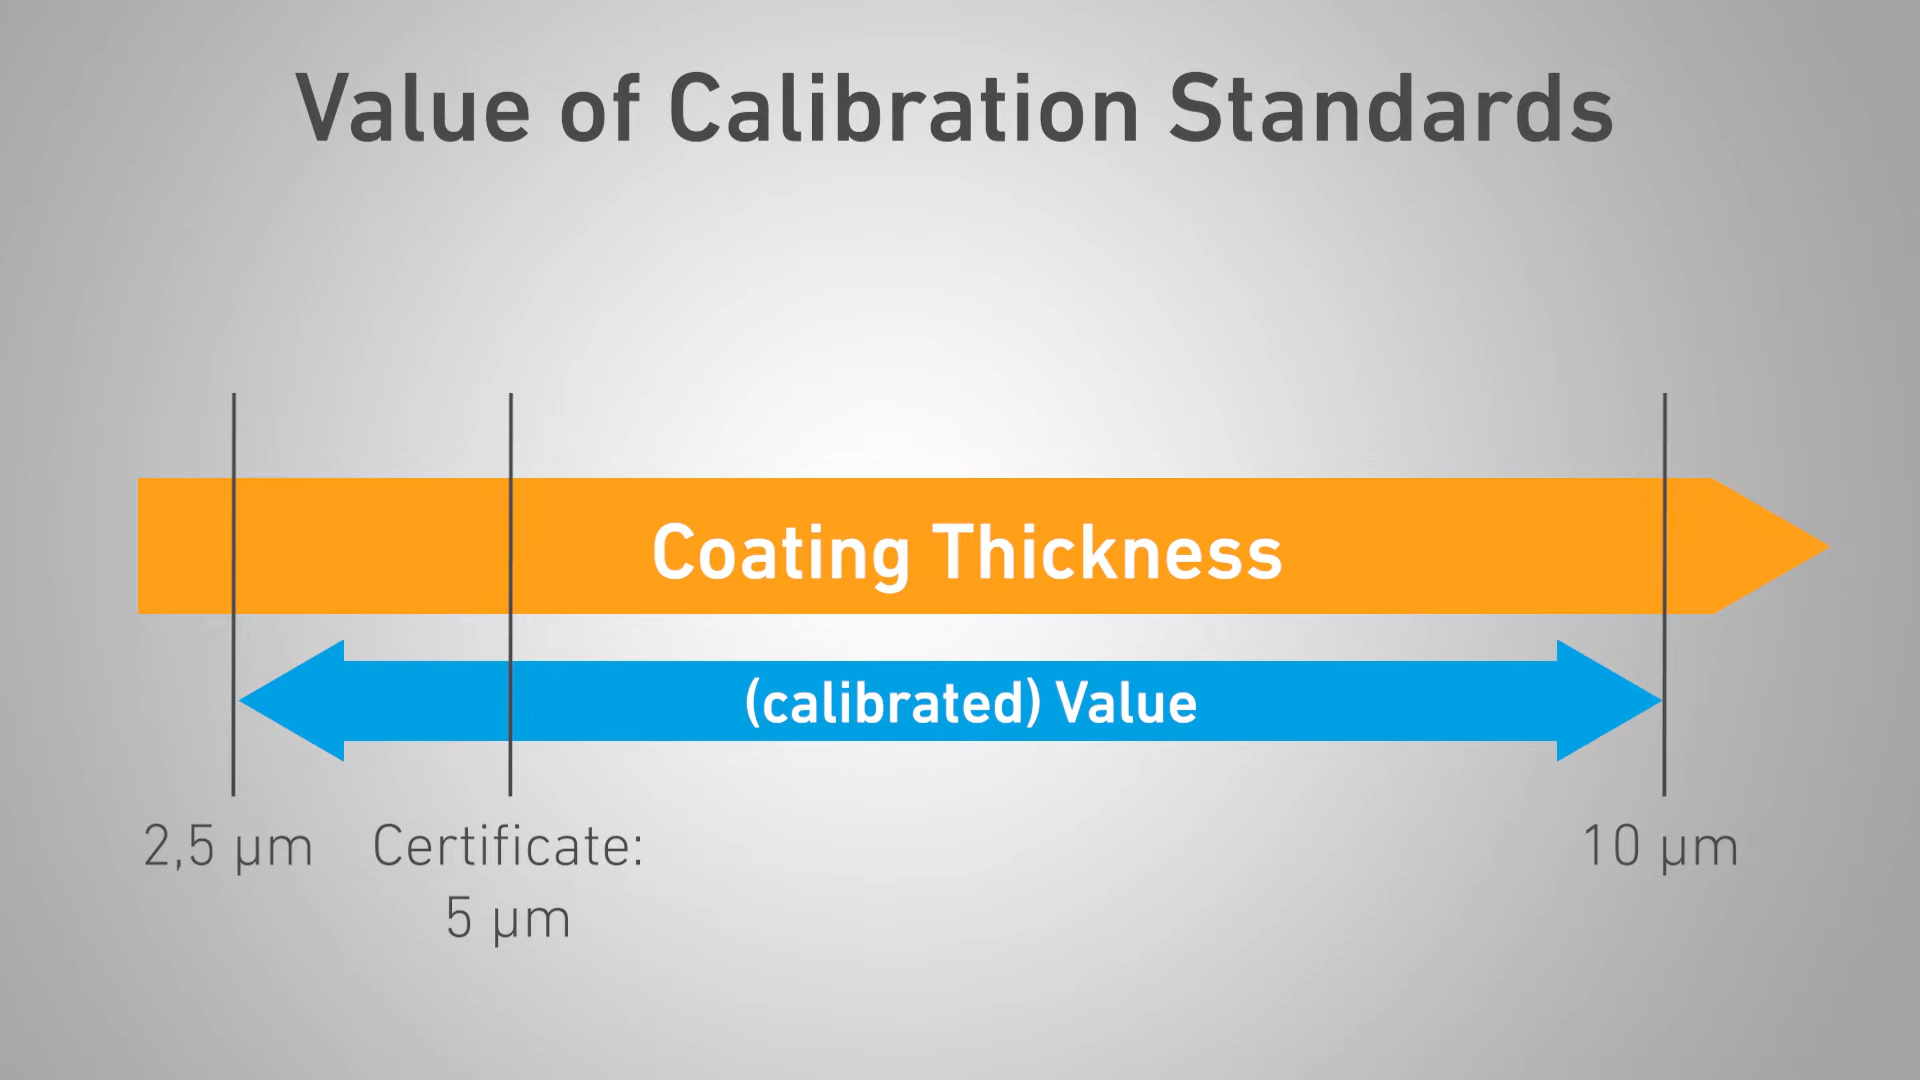 Value of Calibration Standards
Coating Thickness
(calibrated) Value
2,5 µm
Certificate:
5 µm
10 µm